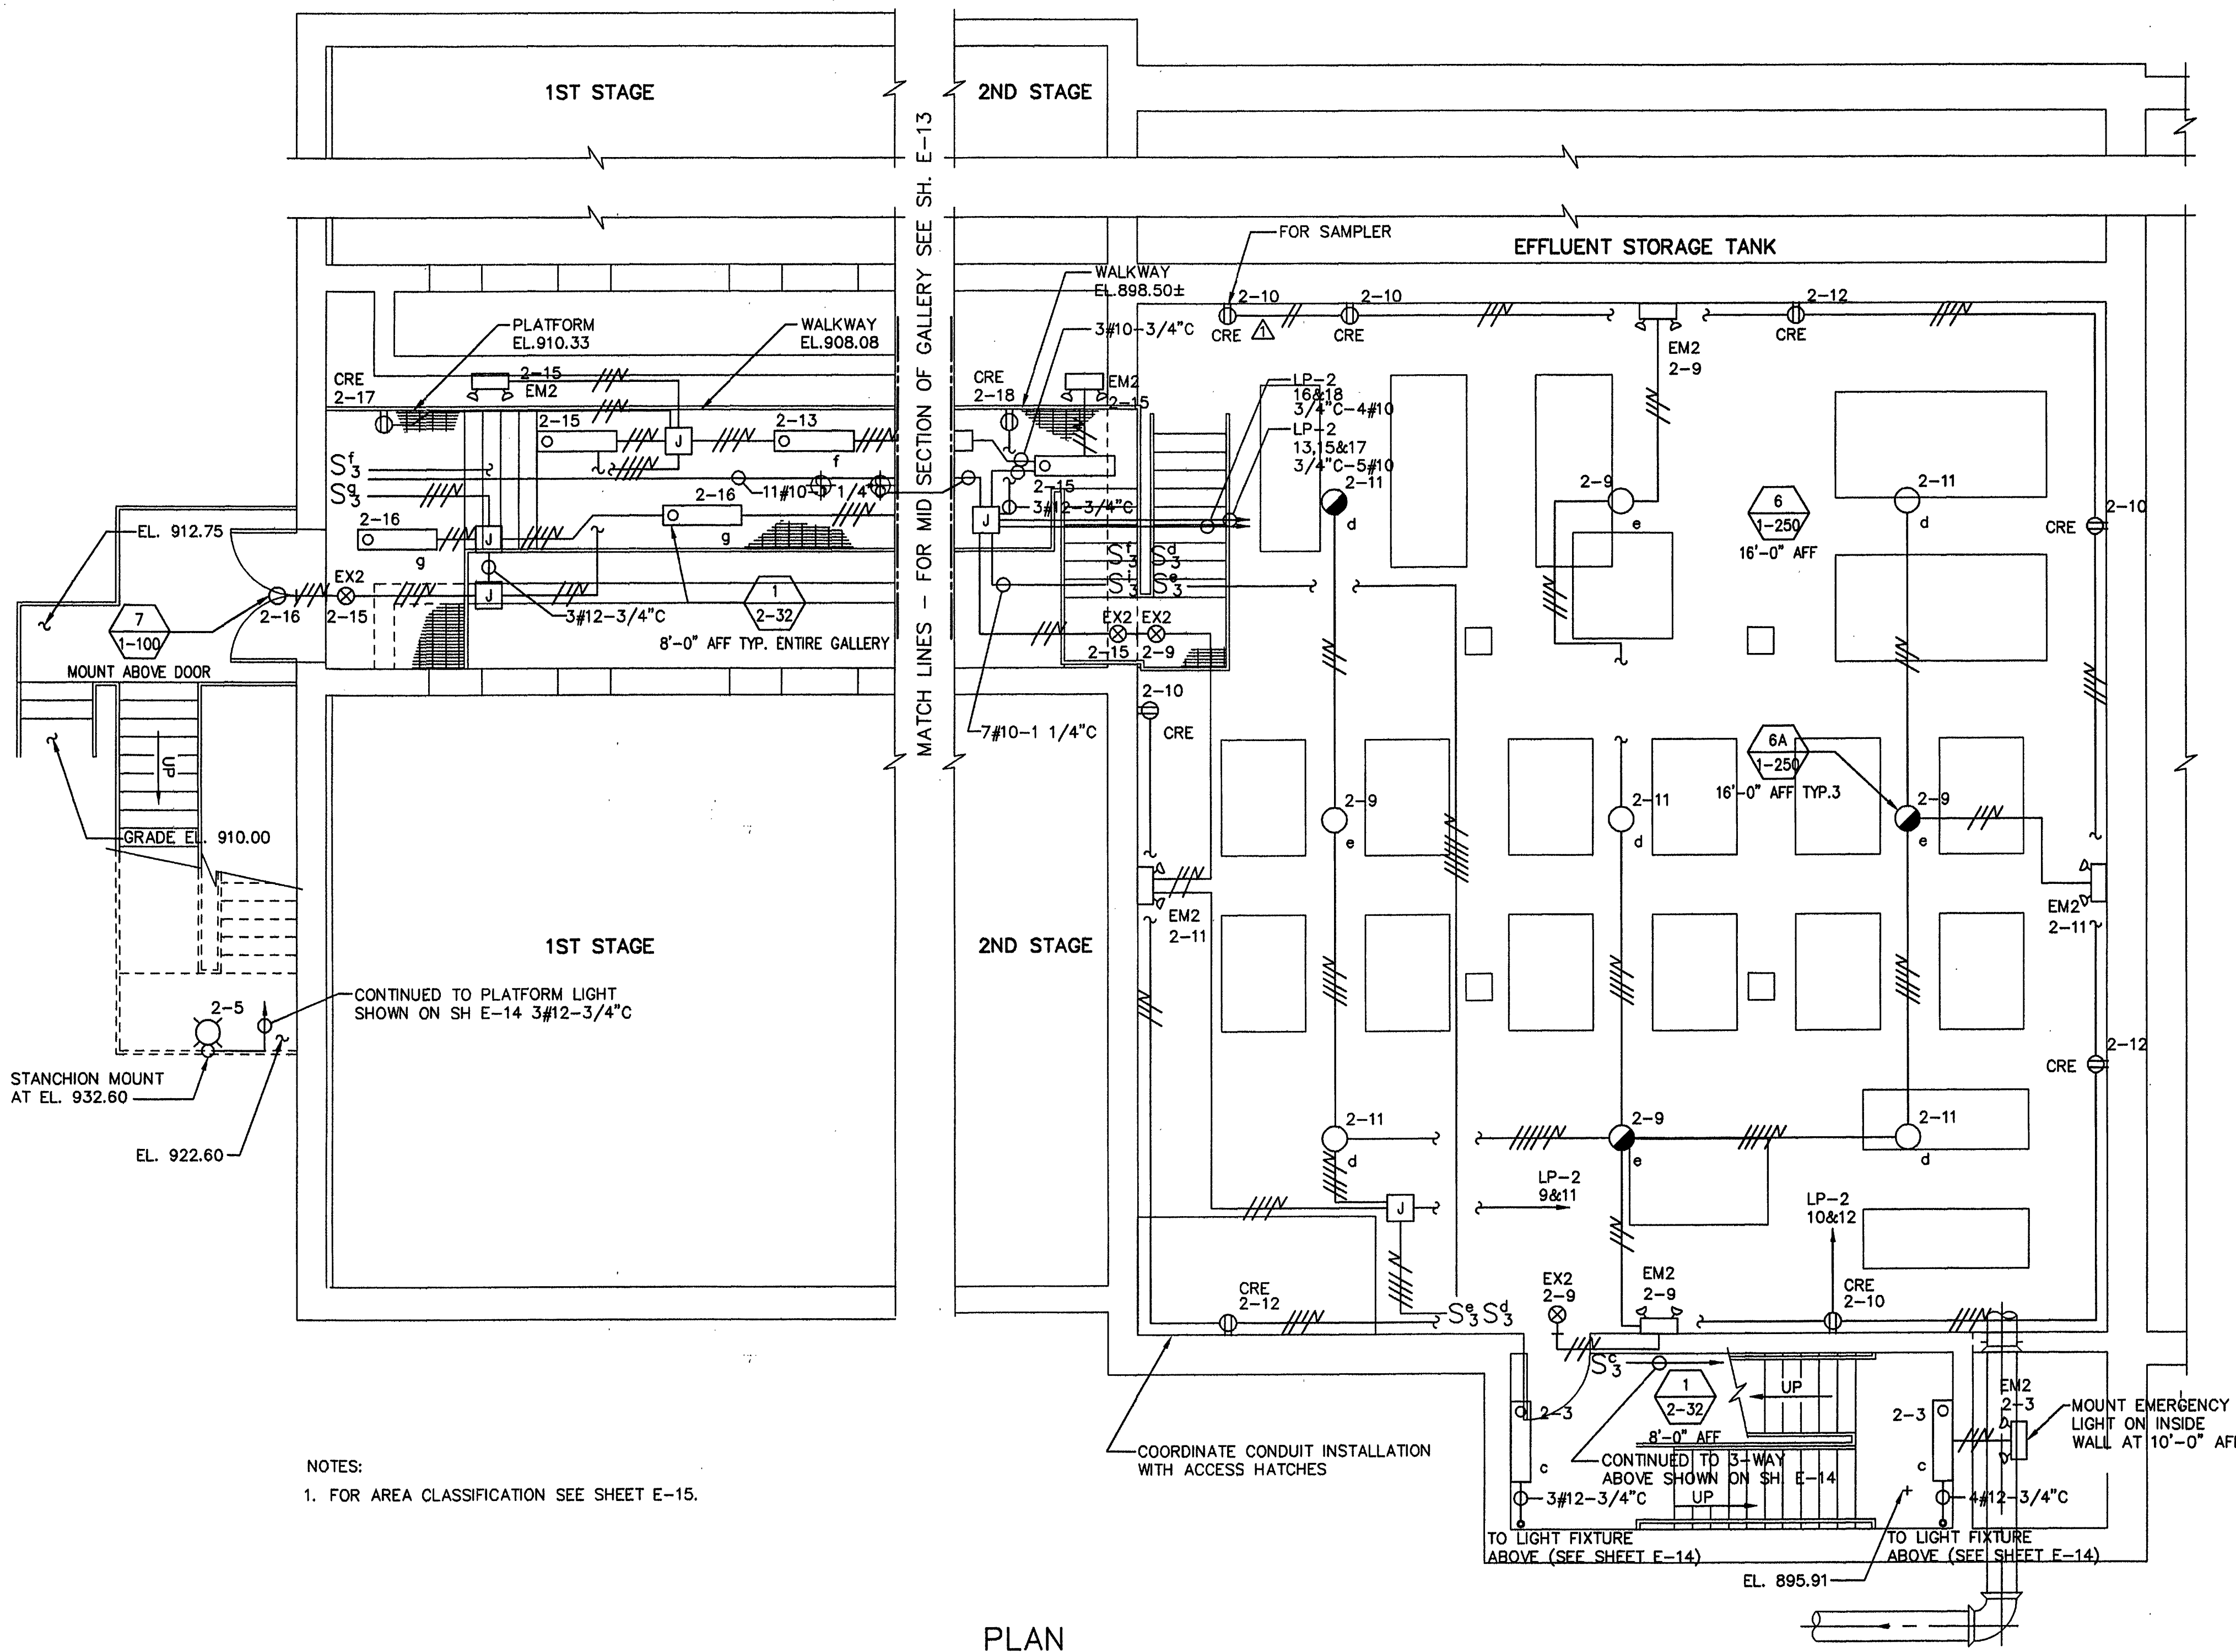 1ST STAGE
2ND STAGE
MATCH LINES - FOR MID SECTION OF GALLERY SEE SH. E-13
FOR SAMPLER
EFFLUENT STORAGE TANK
WALKWAY
EL.898.50±
3#10-3/4"C
PLATFORM
EL.910.33
WALKWAY
EL.908.08
2-10
CRE
1
2-10
CRE
EM2
2-9
2-12
CRE
2-17
2-15
EM2
2-15
J
2-13
f
CRE
2-18
EM2
2-15
LP-2
16&18
3/4"C-4#10
LP-2
13,15&17
3/4"C-5#10
2-11
d
S3f
S3g
11#10-1 1/4"
2-15
3#12-3/4"C
2-16
g
J
2-16
g
J
2-9
e
6
1-250
16'-0" AFF
2-11
d
2-10
CRE
EL. 912.75
7
1-100
MOUNT ABOVE DOOR
2-16
EX2
2-15
J
3#12-3/4"C
1
2-32
8'-0" AFF TYP. ENTIRE GALLERY
S3f
S3d
S3i
S3e
EX2
EX2
2-15
2-9
2-10
CRE
7#10-1 1/4"C
UP
GRADE EL. 910.00
6A
1-250
16'-0" AFF TYP.3
2-9
e
2-11
d
2-9
e
EM2
2-11
EM2
2-11
1ST STAGE
2ND STAGE
2-5
CONTINUED TO PLATFORM LIGHT
SHOWN ON SH E-14 3#12-3/4"C
STANCHION MOUNT
AT EL. 932.60
EL. 922.60
2-12
CRE
2-11
d
2-9
e
2-11
d
J
LP-2
9&11
LP-2
10&12
CRE
2-12
S3e
S3d
EX2
2-9
EM2
2-9
CRE
2-10
S3c
1
2-32
8'-0" AFF
UP
2-3
c
2-3
c
EM2
2-3
MOUNT EMERGENCY
LIGHT ON INSIDE
WALL AT 10'-0"
COORDINATE CONDUIT INSTALLATION
WITH ACCESS HATCHES
CONTINUED TO 3-WAY
ABOVE SHOWN ON SH. E-14
UP
3#12-3/4"C
4#12-3/4"C
TO LIGHT FIXTURE
ABOVE (SEE SHEET E-14)
TO LIGHT FIXTURE
ABOVE (SEE SHEET E-14)
EL. 895.91
NOTES:
1. FOR AREA CLASSIFICATION SEE SHEET E-15.
PLAN